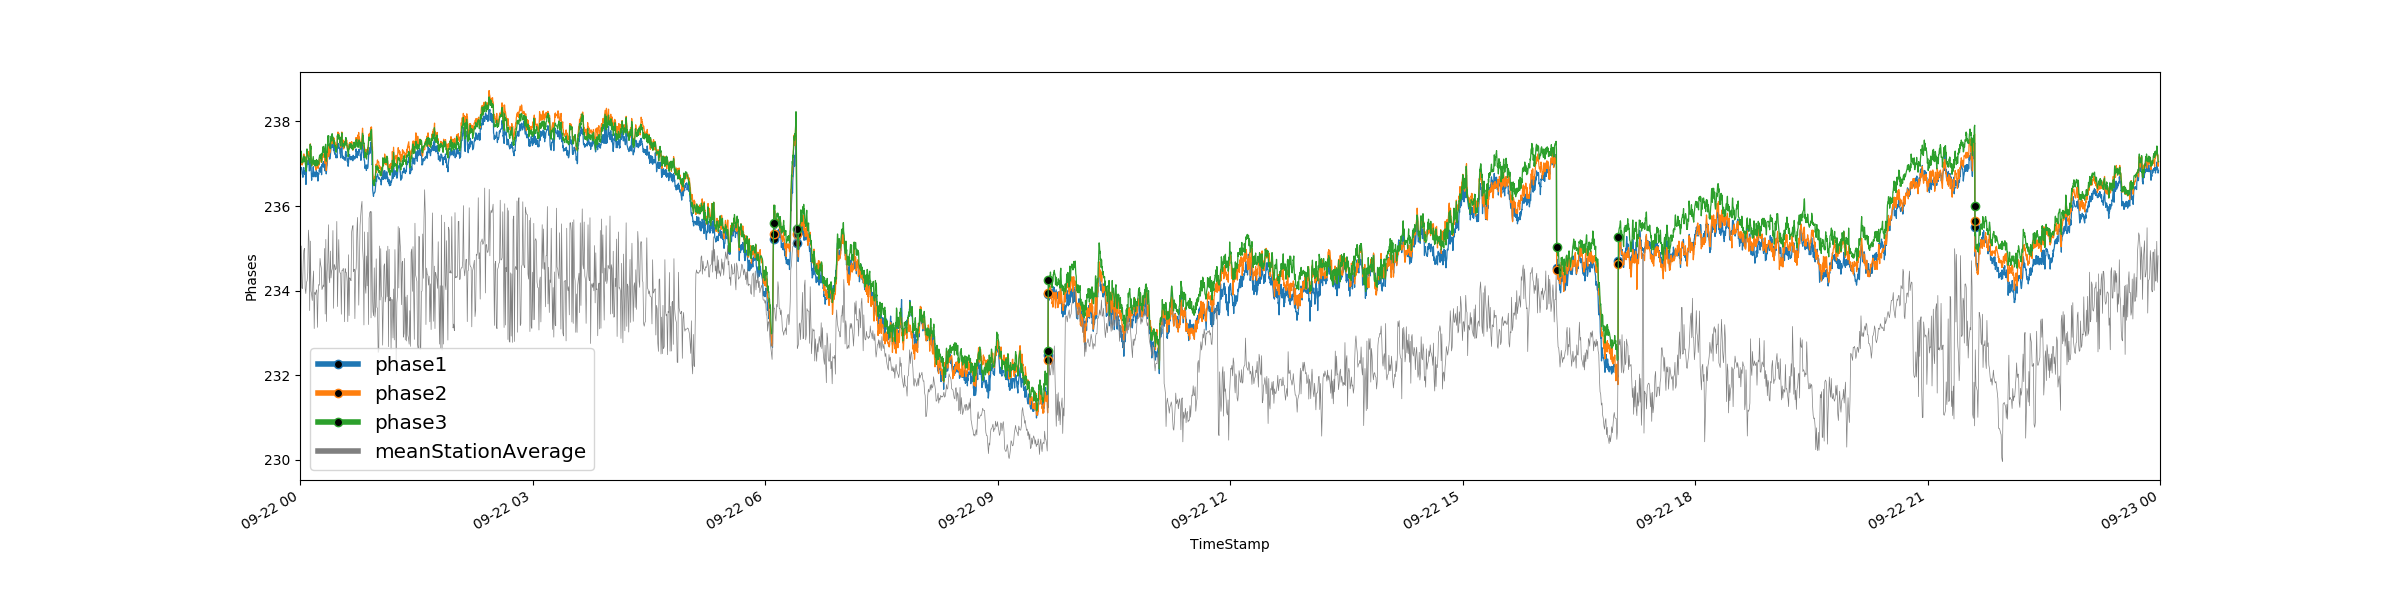 238
236
234
232
230
Phases
phase1
phase2
phase3
meanStationAverage
09-22 00
09-22 03
09-22 06
09-22 09
09-22 12
09-22 15
09-22 18
09-22 21
09-23 00
TimeStamp